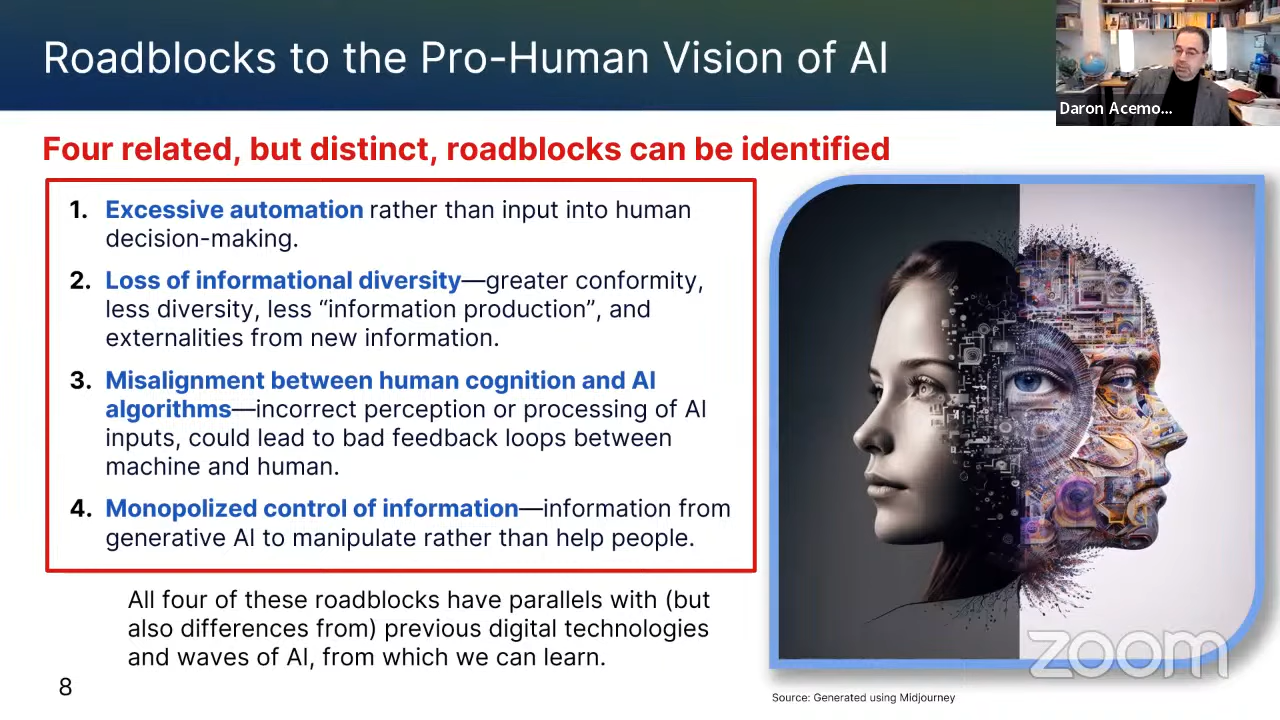 Roadblocks to the Pro-Human Vision of AI
Daron Acemo...
Four related, but distinct, roadblocks can be identified
1. Excessive automation rather than input into human
decision-making.
2. Loss of informational diversity—greater conformity,
less diversity, less “information production”, and
externalities from new information.
3. Misalignment between human cognition and AI
algorithms—incorrect perception or processing of AI
inputs, could lead to bad feedback loops between
machine and human.
4. Monopolized control of information—information from
generative AI to manipulate rather than help people.
All four of these roadblocks have parallels with (but
also differences from) previous digital technologies
and waves of AI, from which we can learn.
8
zoom
Source: Generated using Midjourney